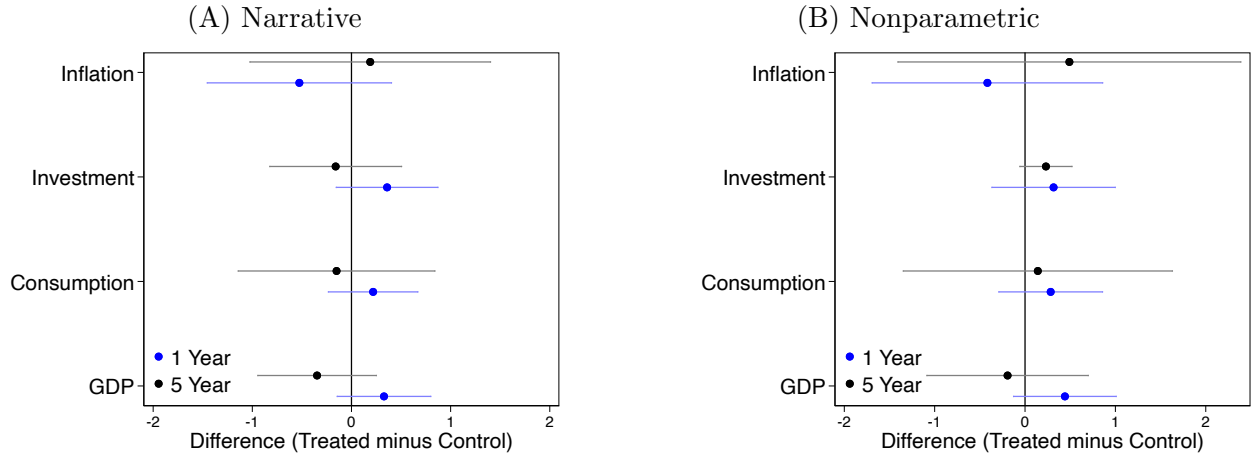 (A) Narrative
Inflation
Investment
Consumption
GDP
1 Year
5 Year
-2 -1 0 1 2
Difference (Treated minus Control)
(B) Nonparametric
Inflation
Investment
Consumption
GDP
1 Year
5 Year
-2 -1 0 1 2
Difference (Treated minus Control)